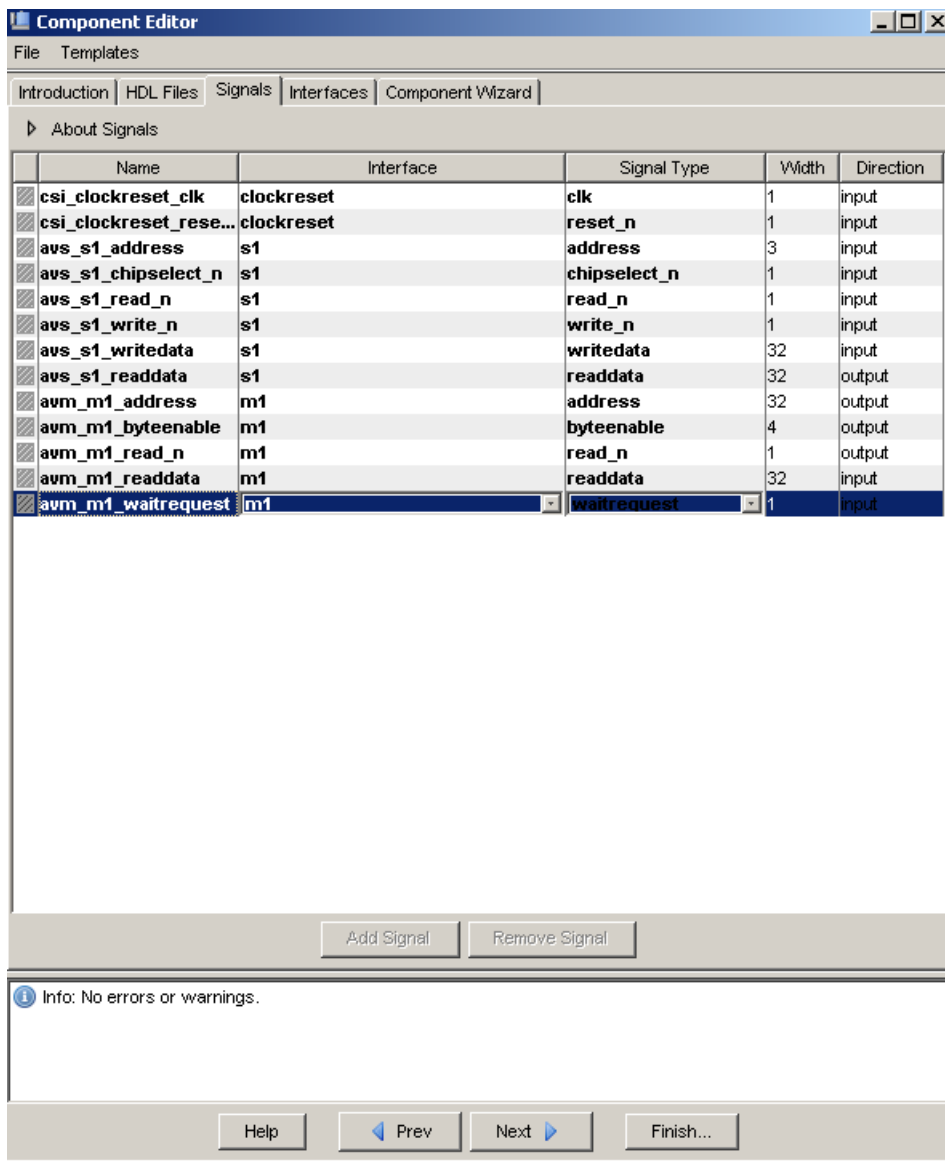 Component Editor
File Templates
Introduction HDL Files Signals Interfaces Component Wizard
About Signals
Name Interface Signal Type Width Direction
csi_clockreset_clk clockreset clk 1 input
csi_clockreset_rese... clockreset reset_n 1 input
avs_s1_address s1 address 3 input
avs_s1_chipselect_n s1 chipselect_n 1 input
avs_s1_read_n s1 read_n 1 input
avs_s1_write_n s1 write_n 1 input
avs_s1_writedata s1 writedata 32 input
avs_s1_readdata s1 readdata 32 output
avm_m1_address m1 address 32 output
avm_m1_byteenable m1 byteenable 4 output
avm_m1_read_n m1 read_n 1 output
avm_m1_readdata m1 readdata 32 input
avm_m1_waitrequest m1 waitrequest 1 input
Add Signal Remove Signal
Info: No errors or warnings.
Help Prev Next Finish...